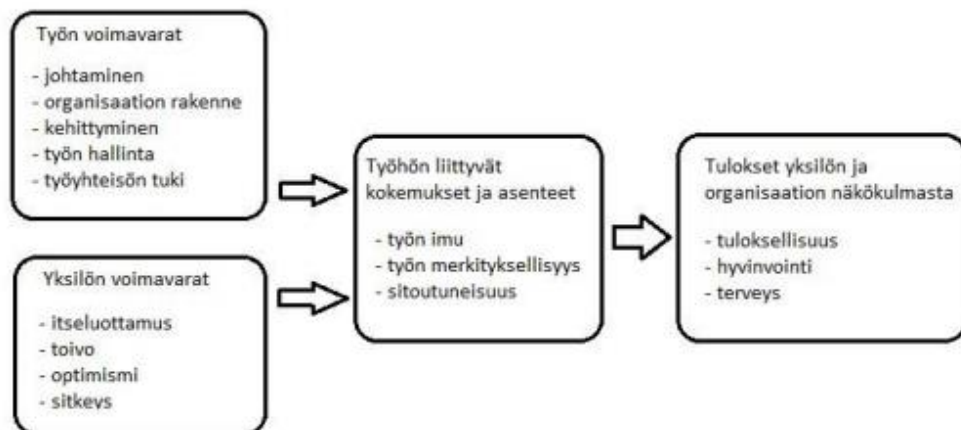 Työn voimavarat
- johtaminen
- organisaation rakenne
- kehittyminen
- työn hallinta
- työyhteisön tuki
Yksilön voimavarat
- itseluottamus
- toivo
- optimismi
- sitkeys
Työhön liittyvät
kokemukset ja asenteet
- työn imu
- työn merkityksellisyys
- sitoutuneisuus
Tulokset yksilön ja
organisaation näkökulmasta
- tuloksellisuus
- hyvinvointi
- terveys